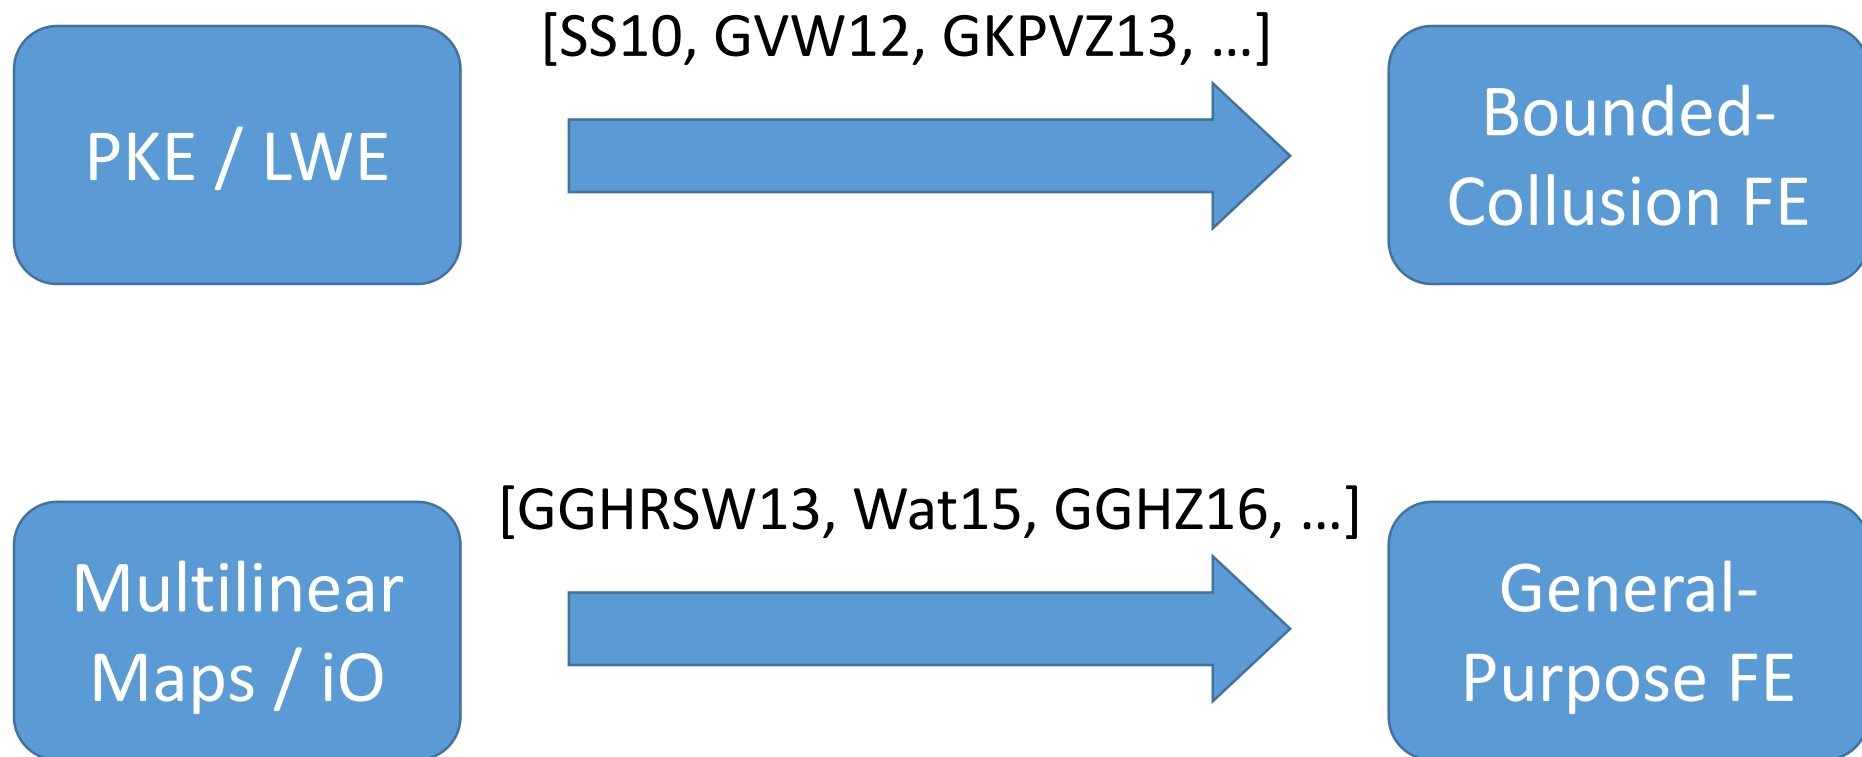 [SS10, GVW12, GKPVZ13, …]
PKE / LWE
Bounded-
Collusion FE
[GGHRSW13, Wat15, GGHZ16, …]
Multilinear
Maps / iO
General-
Purpose FE